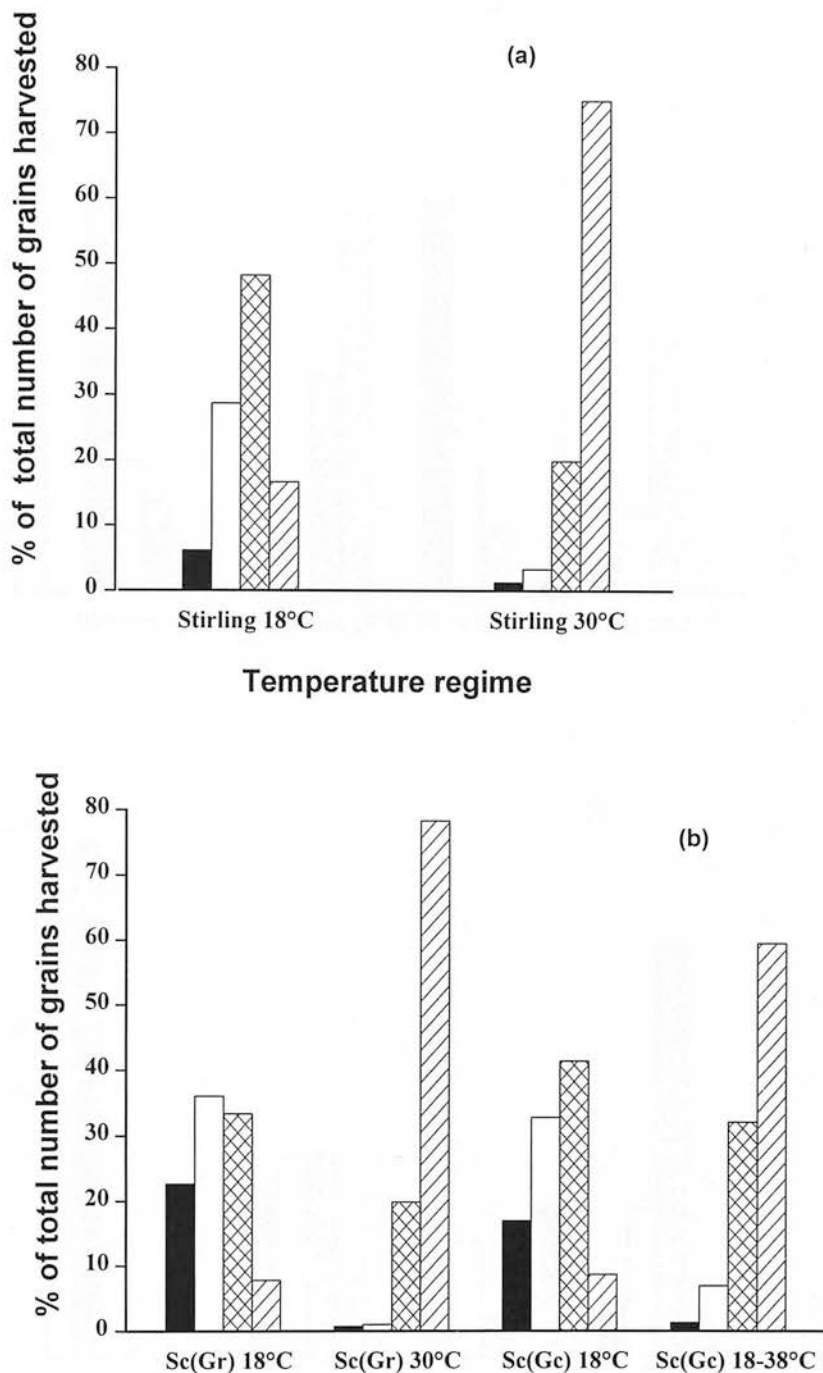 (a)
% of total number of grains harvested
80
70
60
50
40
30
20
10
0
Stirling 18°C Stirling 30°C
Temperature regime
(b)
% of total number of grains harvested
80
70
60
50
40
30
20
10
0
Sc(Gr) 18°C Sc(Gr) 30°C Sc(Gc) 18°C Sc(Gc) 18-38°C